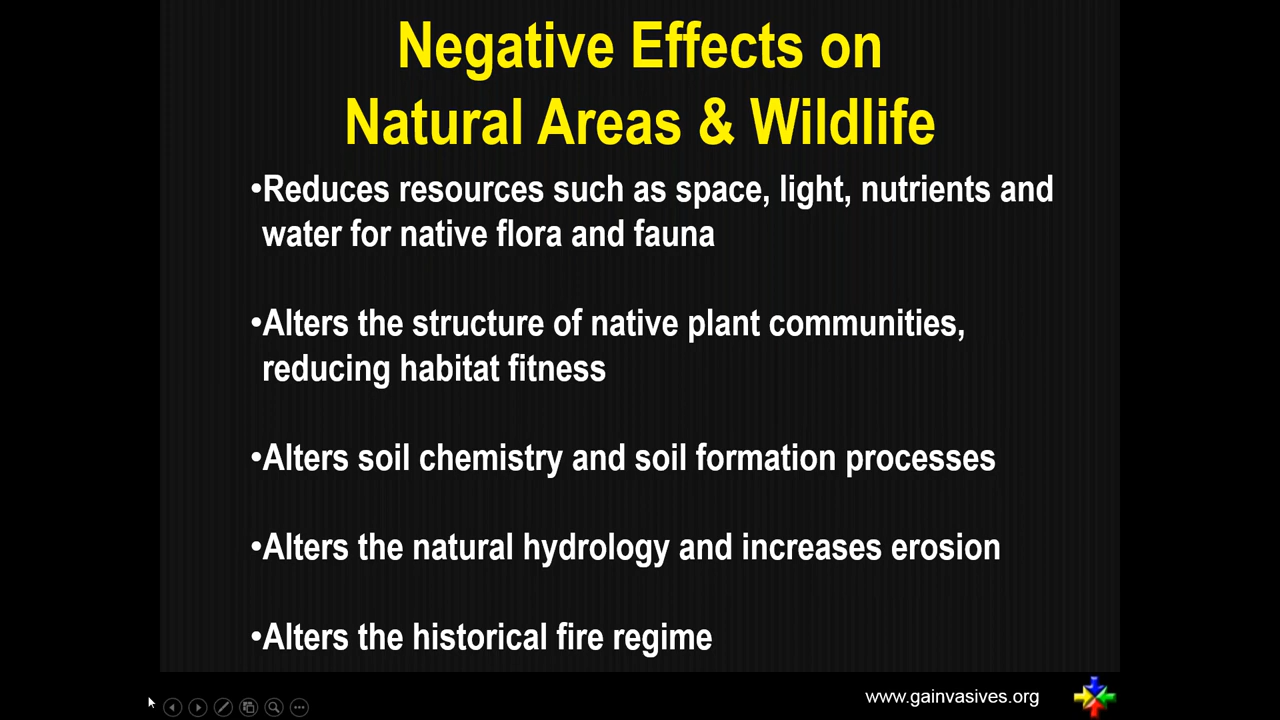 Negative Effects on
Natural Areas & Wildlife
•Reduces resources such as space, light, nutrients and
water for native flora and fauna
•Alters the structure of native plant communities,
reducing habitat fitness
•Alters soil chemistry and soil formation processes
•Alters the natural hydrology and increases erosion
•Alters the historical fire regime
www.gainvasives.org